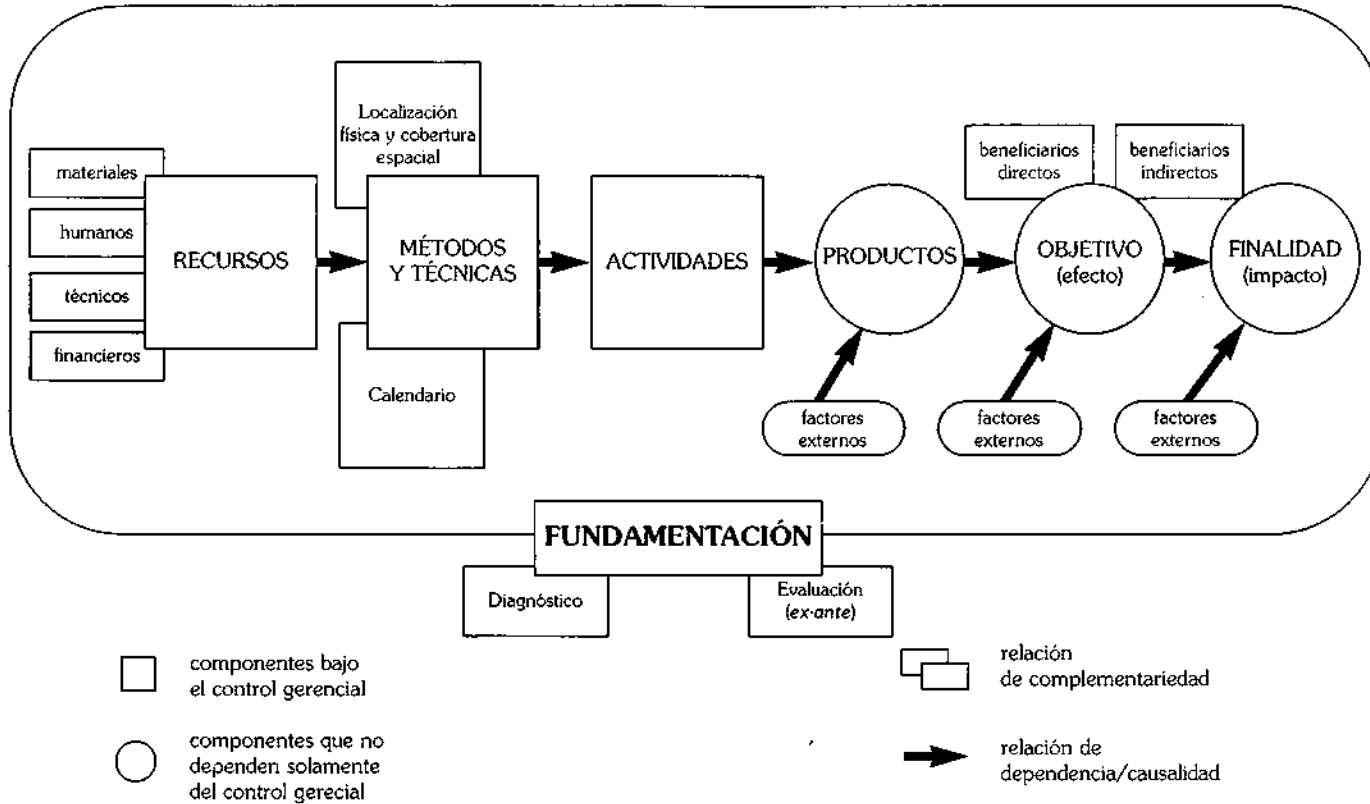 Localización
física y cobertura
espacial
materiales
humanos
técnicos
financieros
RECURSOS
MÉTODOS
Y TÉCNICAS
Calendario
ACTIVIDADES
PRODUCTOS
beneficiarios
directos
beneficiarios
indirectos
OBJETIVO
(efecto)
FINALIDAD
(impacto)
factores
externos
factores
externos
factores
externos
FUNDAMENTACIÓN
Diagnóstico
Evaluación
(ex-ante)
componentes bajo
el control gerencial
relación
de complementariedad
componentes que no
dependen solamente
del control gerecial
relación de
dependencia/causalidad